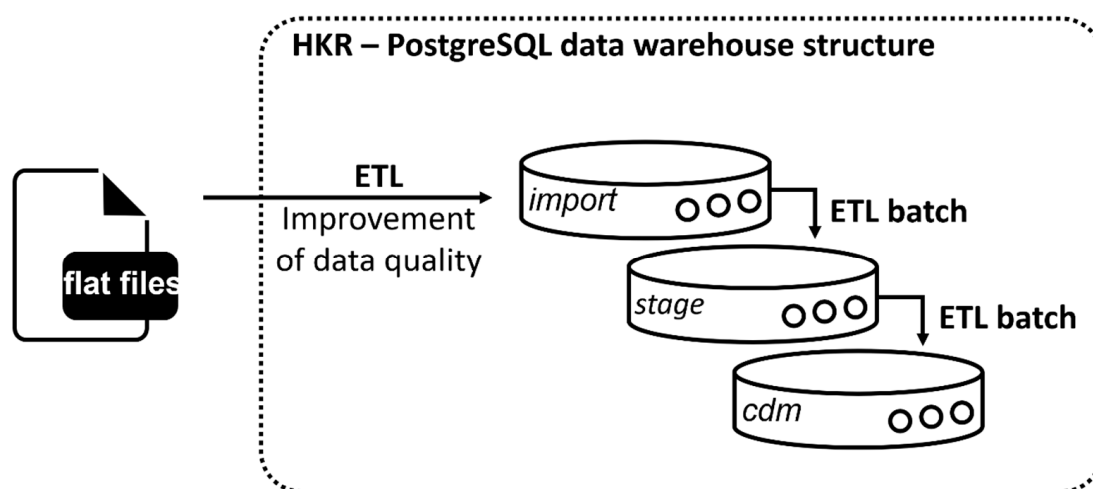 HKR – PostgreSQL data warehouse structure
ETL
Improvement
of data quality
flat files
import
ETL batch
stage
ETL batch
cdm